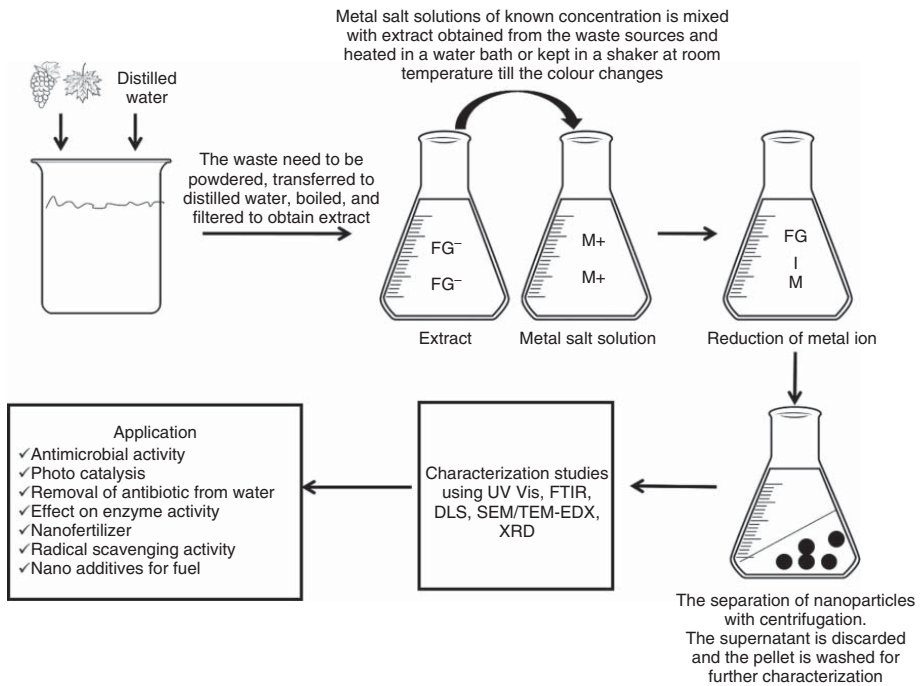 Metal salt solutions of known concentration is mixed
with extract obtained from the waste sources and
heated in a water bath or kept in a shaker at room
temperature till the colour changes
Distilled
water
The waste need to be
powdered, transferred to
distilled water, boiled, and
filtered to obtain extract
FG⁻
FG⁻
Extract
M+
M+
Metal salt solution
FG
I
M
Reduction of metal ion
The separation of nanoparticles
with centrifugation.
The supernatant is discarded
and the pellet is washed for
further characterization
Characterization studies
using UV Vis, FTIR,
DLS, SEM/TEM-EDX,
XRD
Application
✓Antimicrobial activity
✓Photo catalysis
✓Removal of antibiotic from water
✓Effect on enzyme activity
✓Nanofertilizer
✓Radical scavenging activity
✓Nano additives for fuel